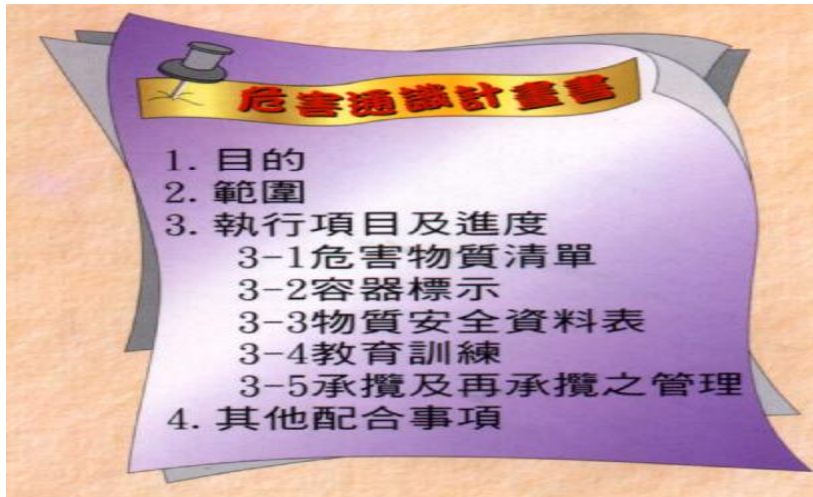 危害通識計畫書
1. 目的
2. 範圍
3. 執行項目及進度
3-1危害物質清單
3-2容器標示
3-3物質安全資料表
3-4教育訓練
3-5承攬及再承攬之管理
4. 其他配合事項